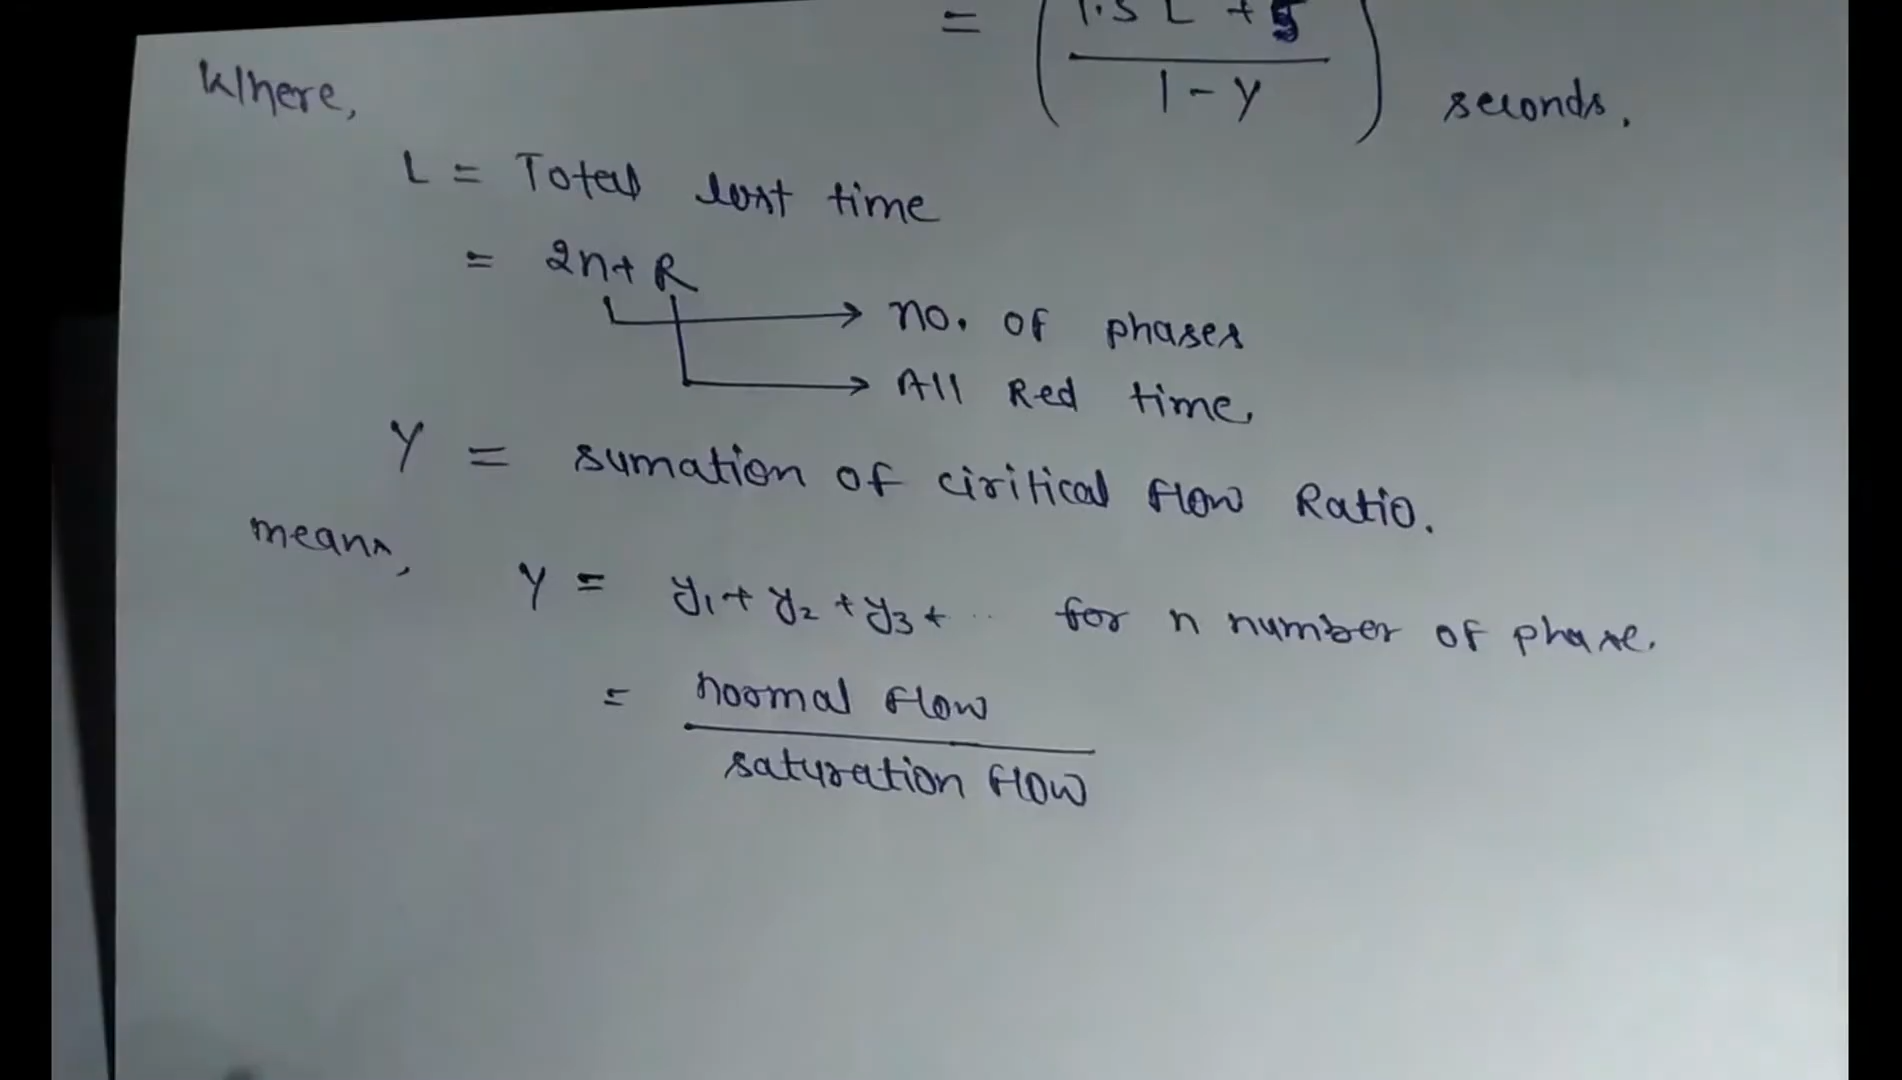 = (1.5 L + 5 / 1 - Y) seconds.
Where,
L = Total lost time
= 2n + R
→ no. of phases
→ All Red time.
Y = sumation of ciritical flow Ratio.
means,
Y = y₁ + y₂ + y₃ + .. for n number of phase.
= normal flow
saturation flow